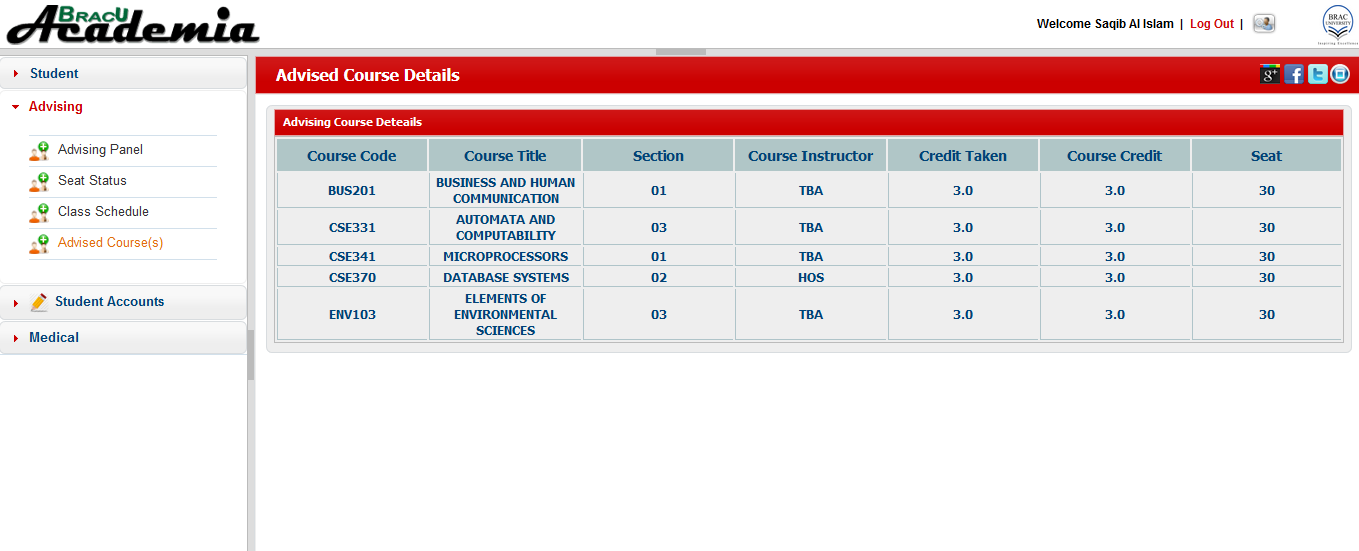 BRACU
Academia
Welcome Saqib Al Islam | Log Out |
BRAC
UNIVERSITY
Inspiring Excellence
Student
Advising
Advising Panel
Seat Status
Class Schedule
Advised Course(s)
Student Accounts
Medical
Advised Course Details
g+ f t
Advising Course Deteails
Course Code Course Title Section Course Instructor Credit Taken Course Credit Seat
BUS201 BUSINESS AND HUMAN 01 TBA 3.0 3.0 30
COMMUNICATION
CSE331 AUTOMATA AND 03 TBA 3.0 3.0 30
COMPUTABILITY
CSE341 MICROPROCESSORS 01 TBA 3.0 3.0 30
CSE370 DATABASE SYSTEMS 02 HOS 3.0 3.0 30
ENV103 ELEMENTS OF 03 TBA 3.0 3.0 30
ENVIRONMENTAL
SCIENCES